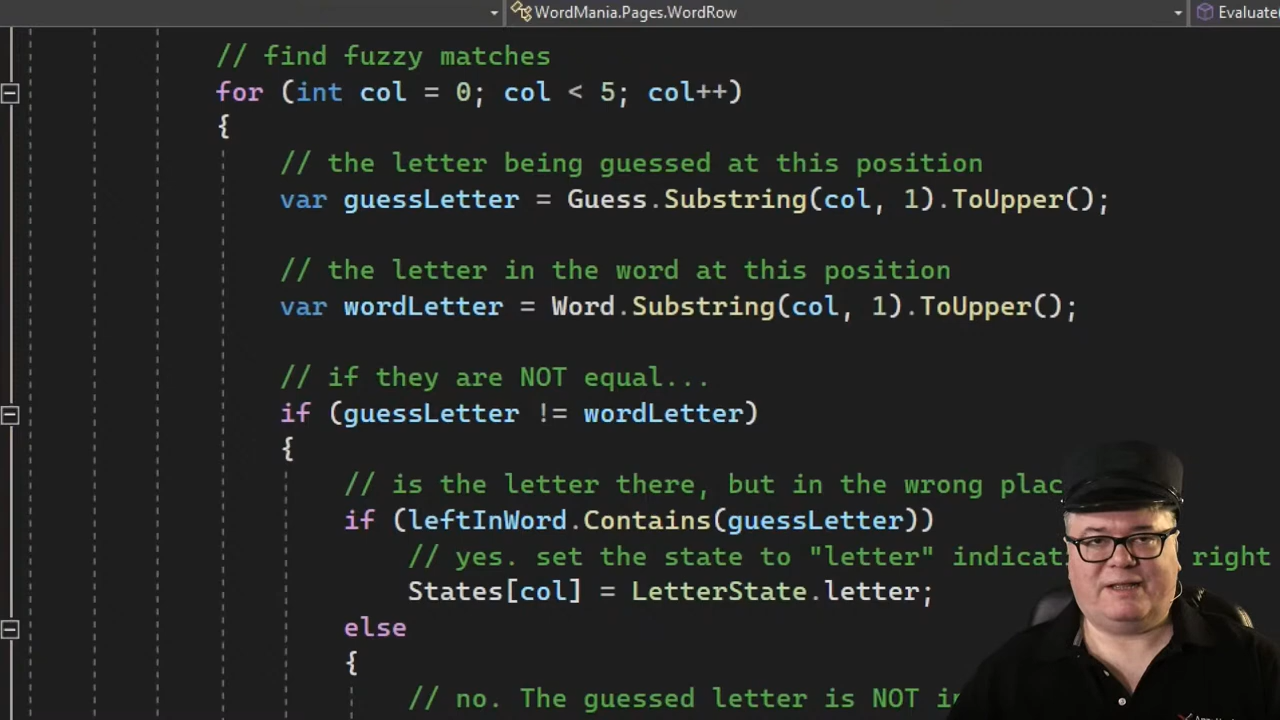 WordMania.Pages.WordRow
Evaluate(
// find fuzzy matches
for (int col = 0; col < 5; col++)
{
// the letter being guessed at this position
var guessLetter = Guess.Substring(col, 1).ToUpper();
// the letter in the word at this position
var wordLetter = Word.Substring(col, 1).ToUpper();
// if they are NOT equal...
if (guessLetter != wordLetter)
{
// is the letter there, but in the wrong plac
if (leftInWord.Contains(guessLetter))
// yes. set the state to "letter" indicati right
States[col] = LetterState.letter;
else
{
// no. The guessed letter is NOT i